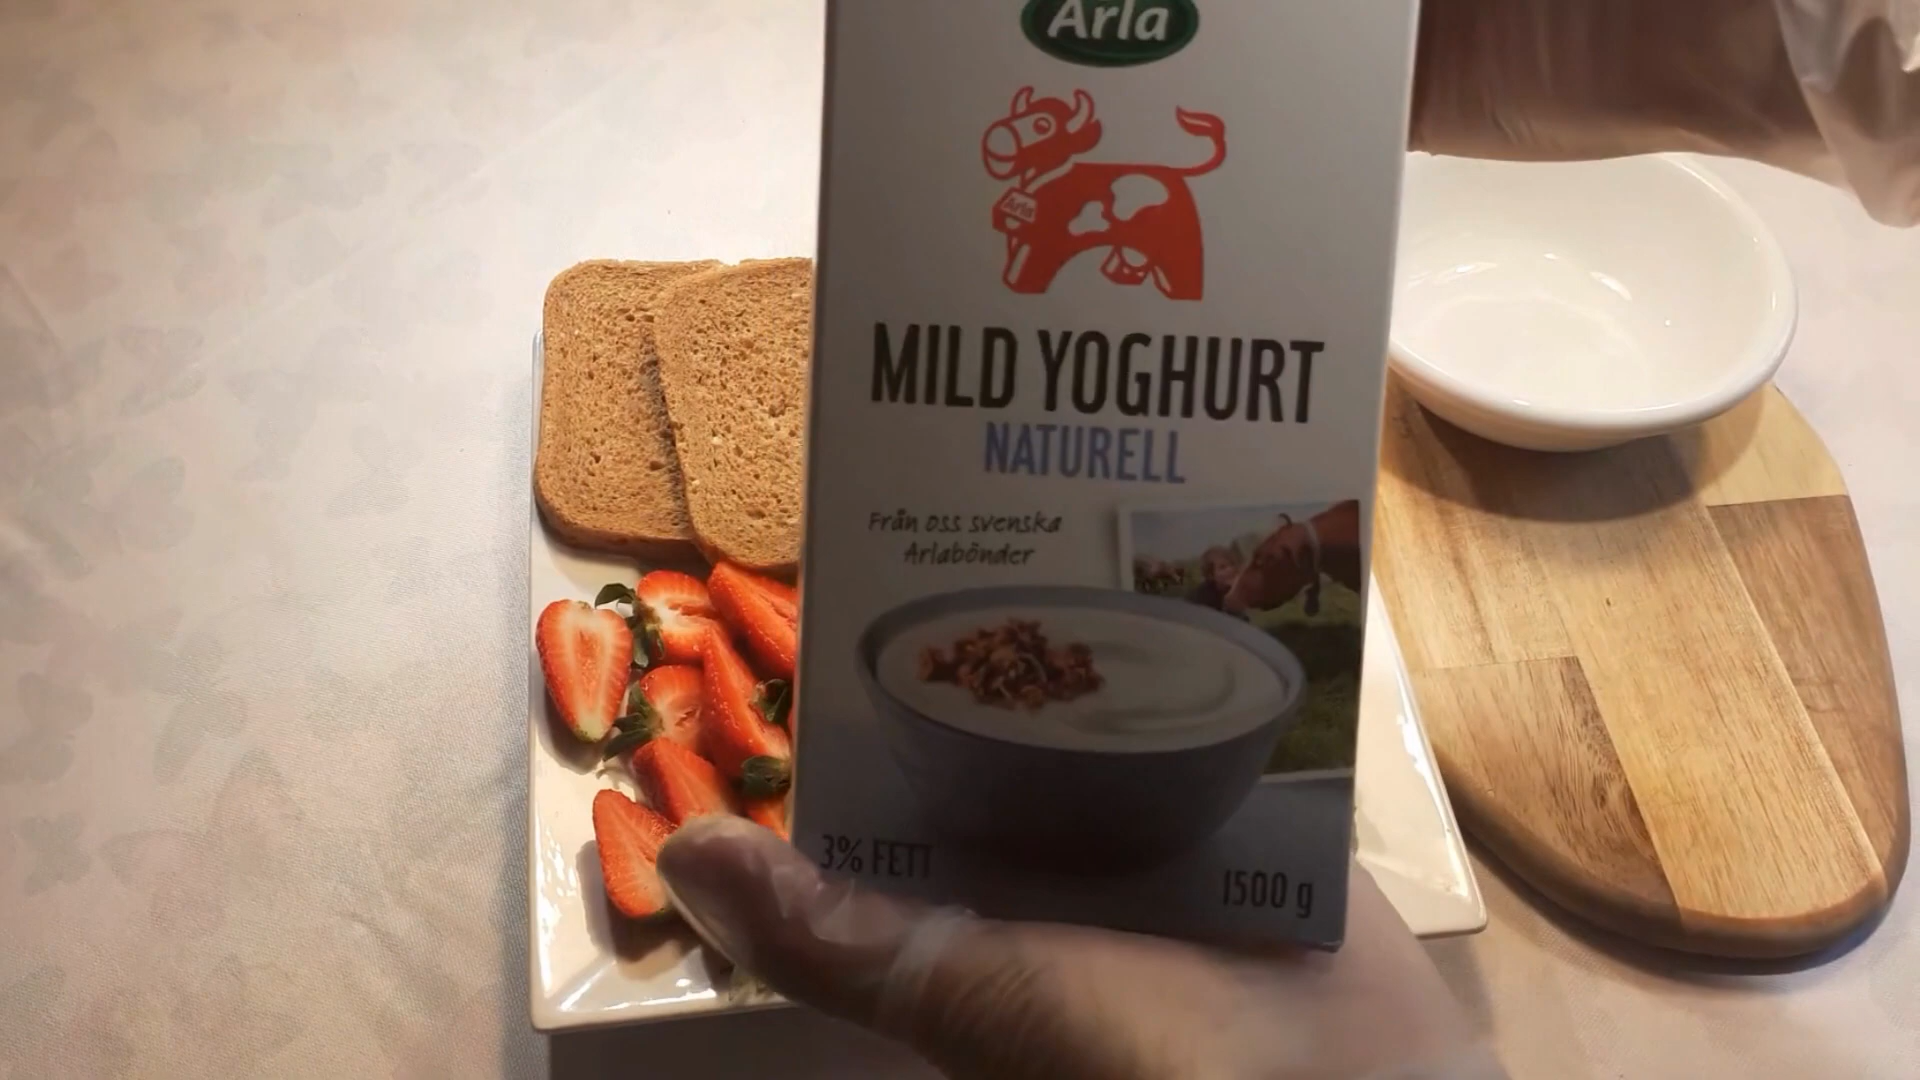 Arla
Arla
MILD YOGHURT
NATURELL
Från oss svenska
Arlabönder
3% FETT
1500 g